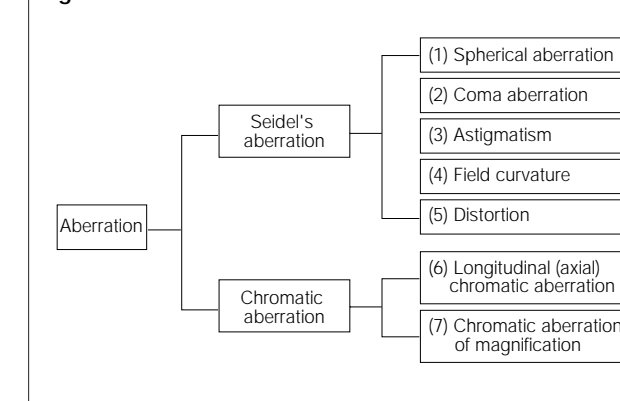 Aberration
Seidel's
aberration
(1) Spherical aberration
(2) Coma aberration
(3) Astigmatism
(4) Field curvature
(5) Distortion
Chromatic
aberration
(6) Longitudinal (axial)
chromatic aberration
(7) Chromatic aberration
of magnification